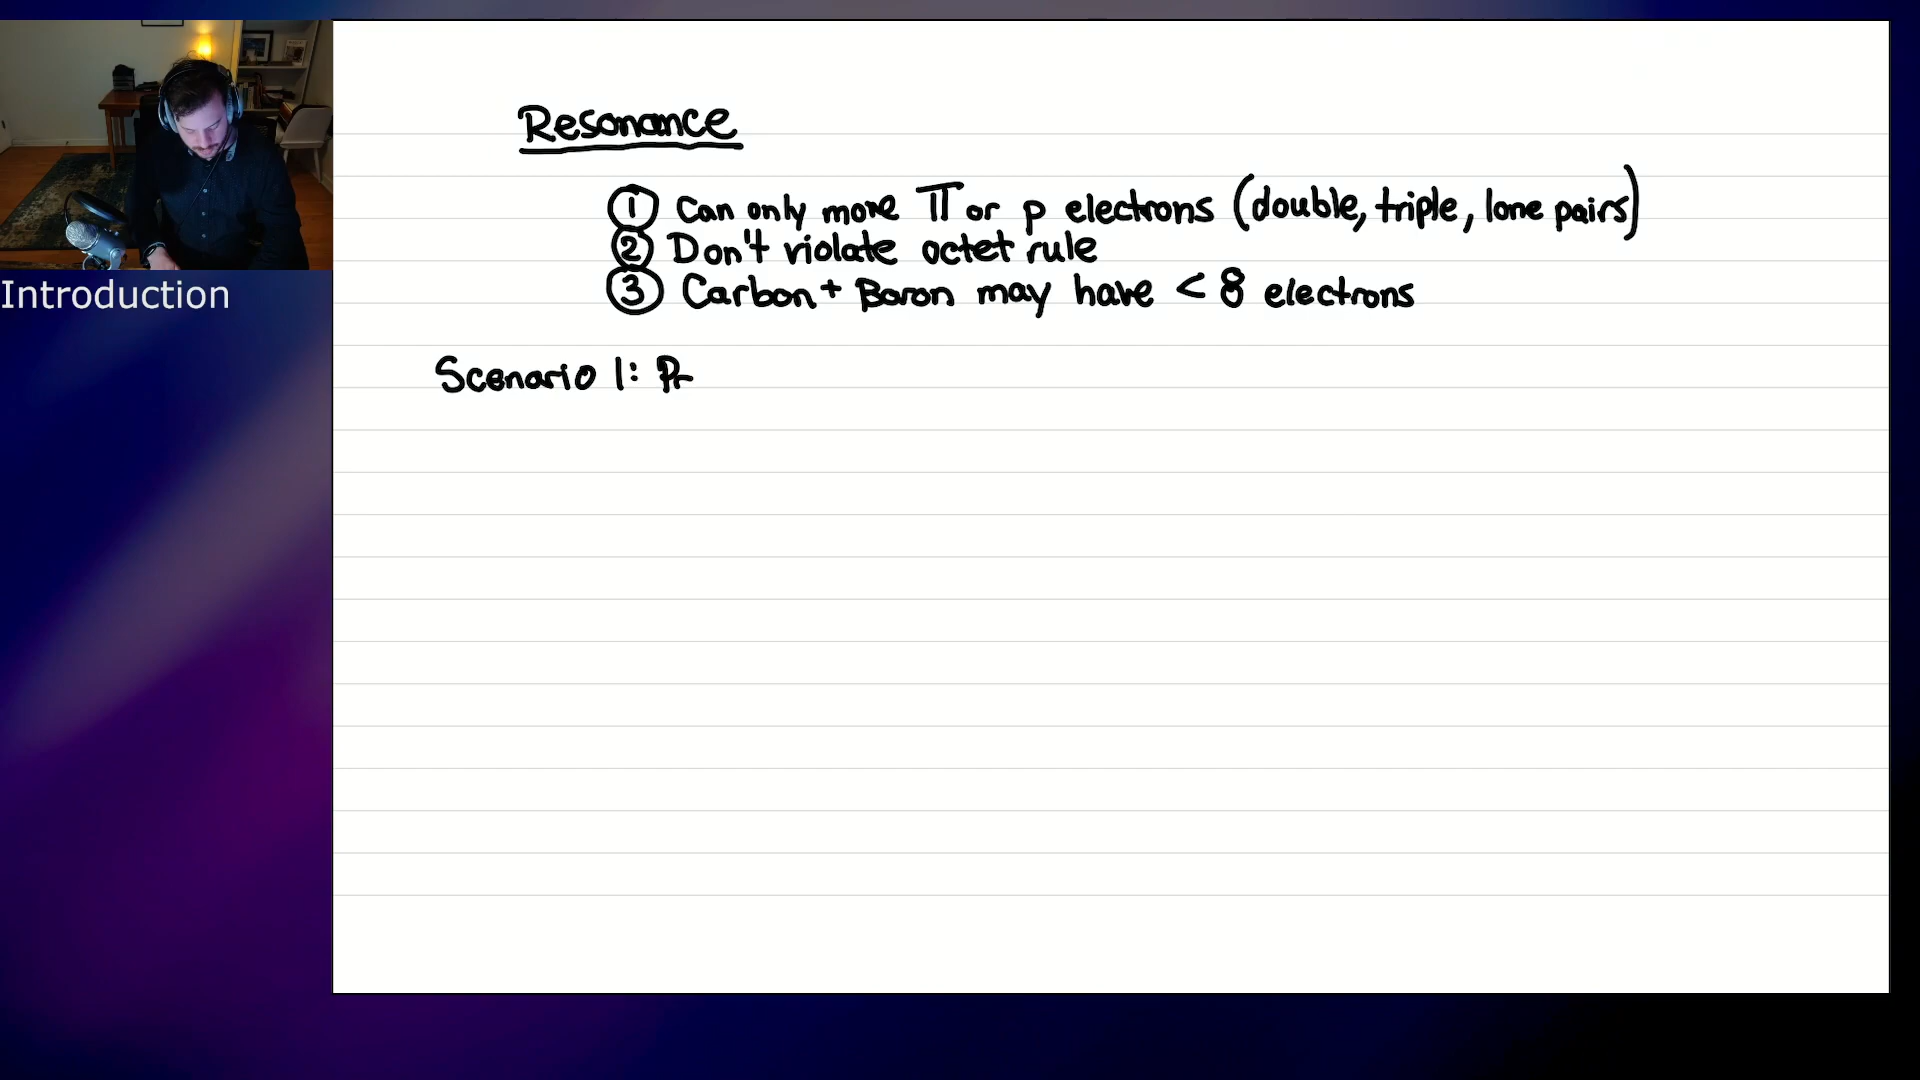 Resonance
① Can only move π or p electrons (double, triple, lone pairs)
② Don't violate octet rule
③ Carbon + Boron may have < 8 electrons
Introduction
Scenario 1: Pr